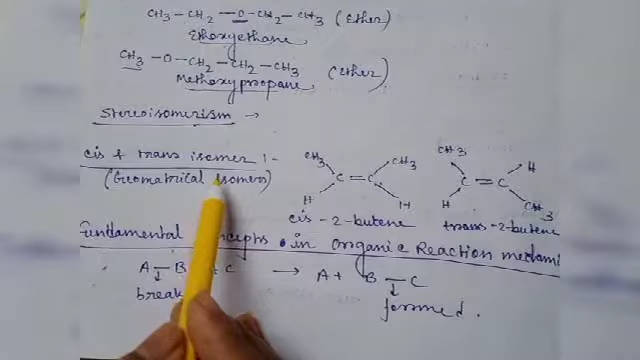 CH3 - CH2 - O - CH2 - CH3 (Ether)
Ethoxyethane
CH3 - O - CH2 - CH2 - CH3 (Ether)
Methoxypropane
Stereoisomerism →
cis & trans isomer :-
(Geometrical Isomers)
CH3 CH3
C = C
H H
cis - 2 - butene
CH3 H
C = C
H CH3
trans - 2 - butene
Fundamental in Organic Reaction
A - B + C → A + B - C
break formed.